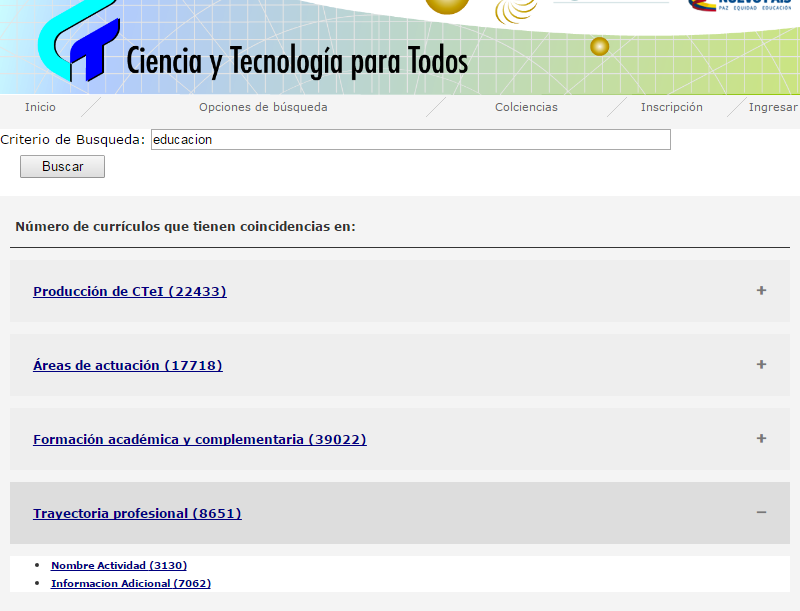 NUEVO PAÍS
PAZ EQUIDAD EDUCACIÓN
Ciencia y Tecnología para Todos
Inicio
Opciones de búsqueda
Colciencias
Inscripción
Ingresar
Criterio de Busqueda: educacion
Buscar
Número de currículos que tienen coincidencias en:
Producción de CTeI (22433) +
Áreas de actuación (17718) +
Formación académica y complementaria (39022) +
Trayectoria profesional (8651) −
• Nombre Actividad (3130)
• Informacion Adicional (7062)